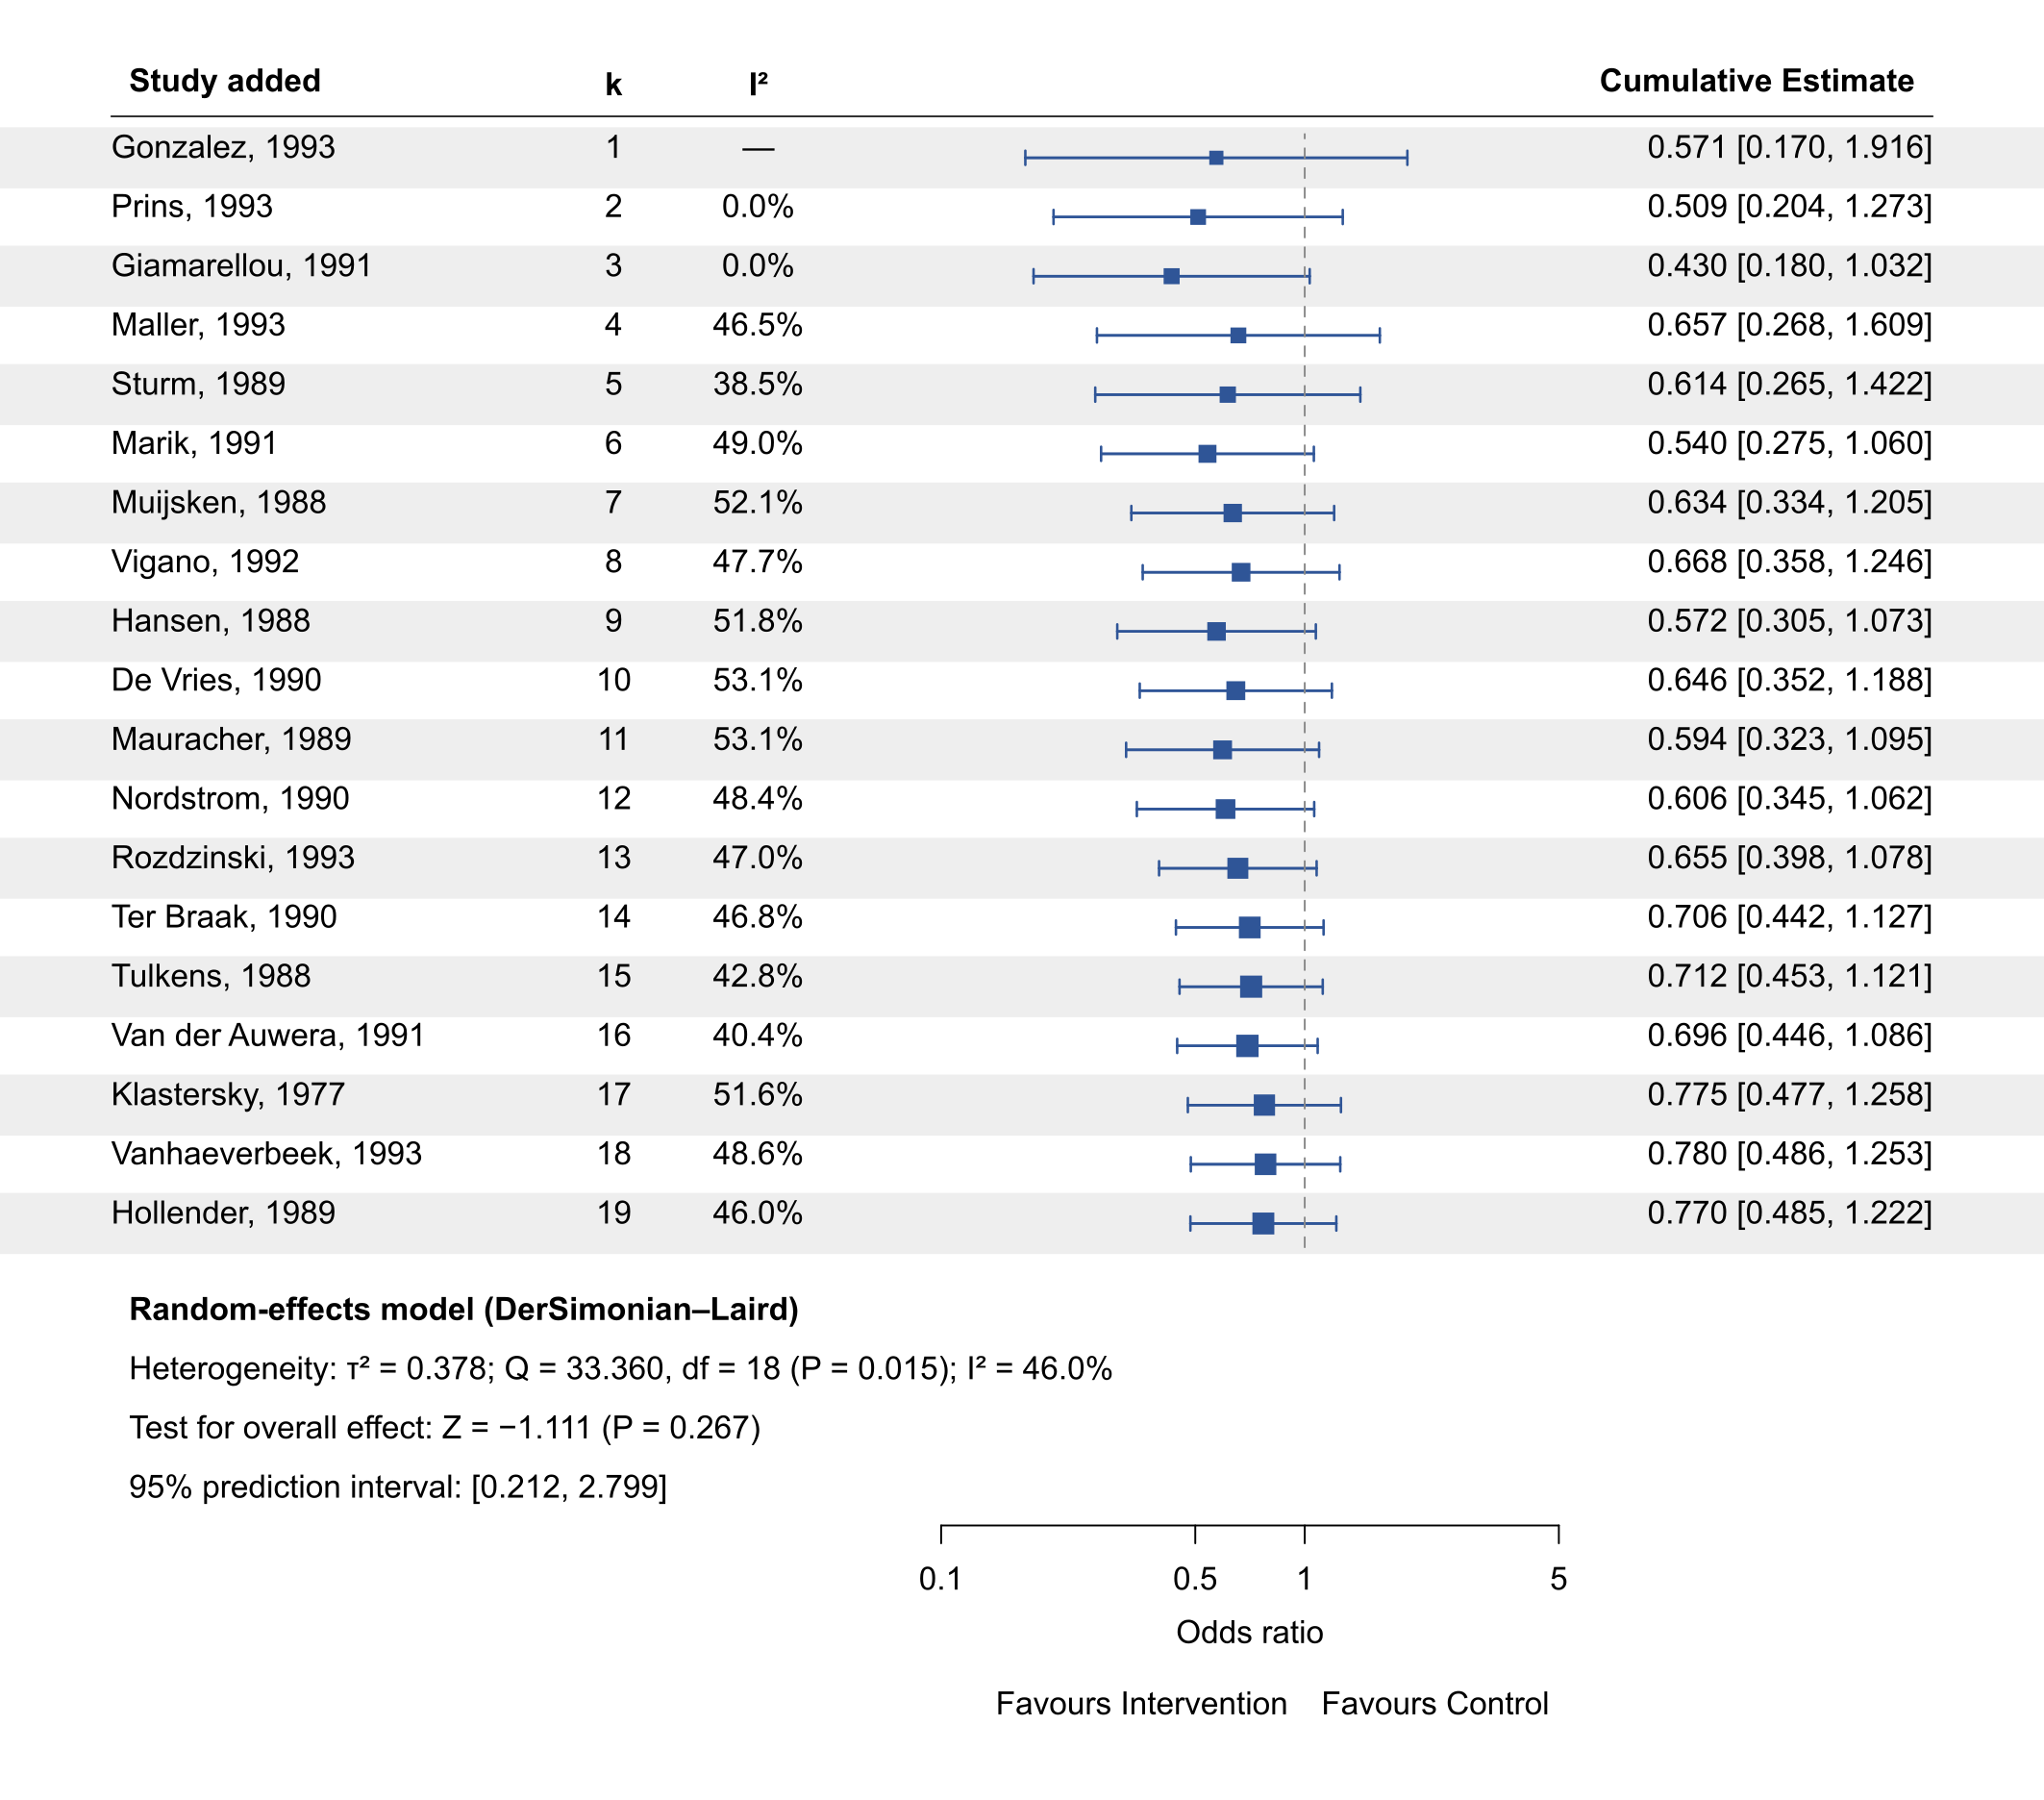 Study added k I² Cumulative Estimate
Gonzalez, 1993 1 — 0.571 [0.170, 1.916]
Prins, 1993 2 0.0% 0.509 [0.204, 1.273]
Giamarellou, 1991 3 0.0% 0.430 [0.180, 1.032]
Maller, 1993 4 46.5% 0.657 [0.268, 1.609]
Sturm, 1989 5 38.5% 0.614 [0.265, 1.422]
Marik, 1991 6 49.0% 0.540 [0.275, 1.060]
Muijsken, 1988 7 52.1% 0.634 [0.334, 1.205]
Vigano, 1992 8 47.7% 0.668 [0.358, 1.246]
Hansen, 1988 9 51.8% 0.572 [0.305, 1.073]
De Vries, 1990 10 53.1% 0.646 [0.352, 1.188]
Mauracher, 1989 11 53.1% 0.594 [0.323, 1.095]
Nordstrom, 1990 12 48.4% 0.606 [0.345, 1.062]
Rozdzinski, 1993 13 47.0% 0.655 [0.398, 1.078]
Ter Braak, 1990 14 46.8% 0.706 [0.442, 1.127]
Tulkens, 1988 15 42.8% 0.712 [0.453, 1.121]
Van der Auwera, 1991 16 40.4% 0.696 [0.446, 1.086]
Klastersky, 1977 17 51.6% 0.775 [0.477, 1.258]
Vanhaeverbeek, 1993 18 48.6% 0.780 [0.486, 1.253]
Hollender, 1989 19 46.0% 0.770 [0.485, 1.222]
Random-effects model (DerSimonian–Laird)
Heterogeneity: τ² = 0.378; Q = 33.360, df = 18 (P = 0.015); I² = 46.0%
Test for overall effect: Z = −1.111 (P = 0.267)
95% prediction interval: [0.212, 2.799]
0.1 0.5 1 5
Odds ratio
Favours Intervention Favours Control